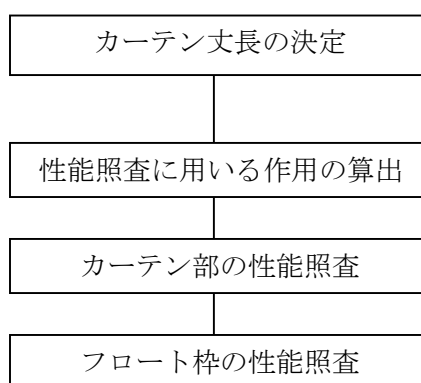 カーテン丈長の決定
性能照査に用いる作用の算出
カーテン部の性能照査
フロート枠の性能照査